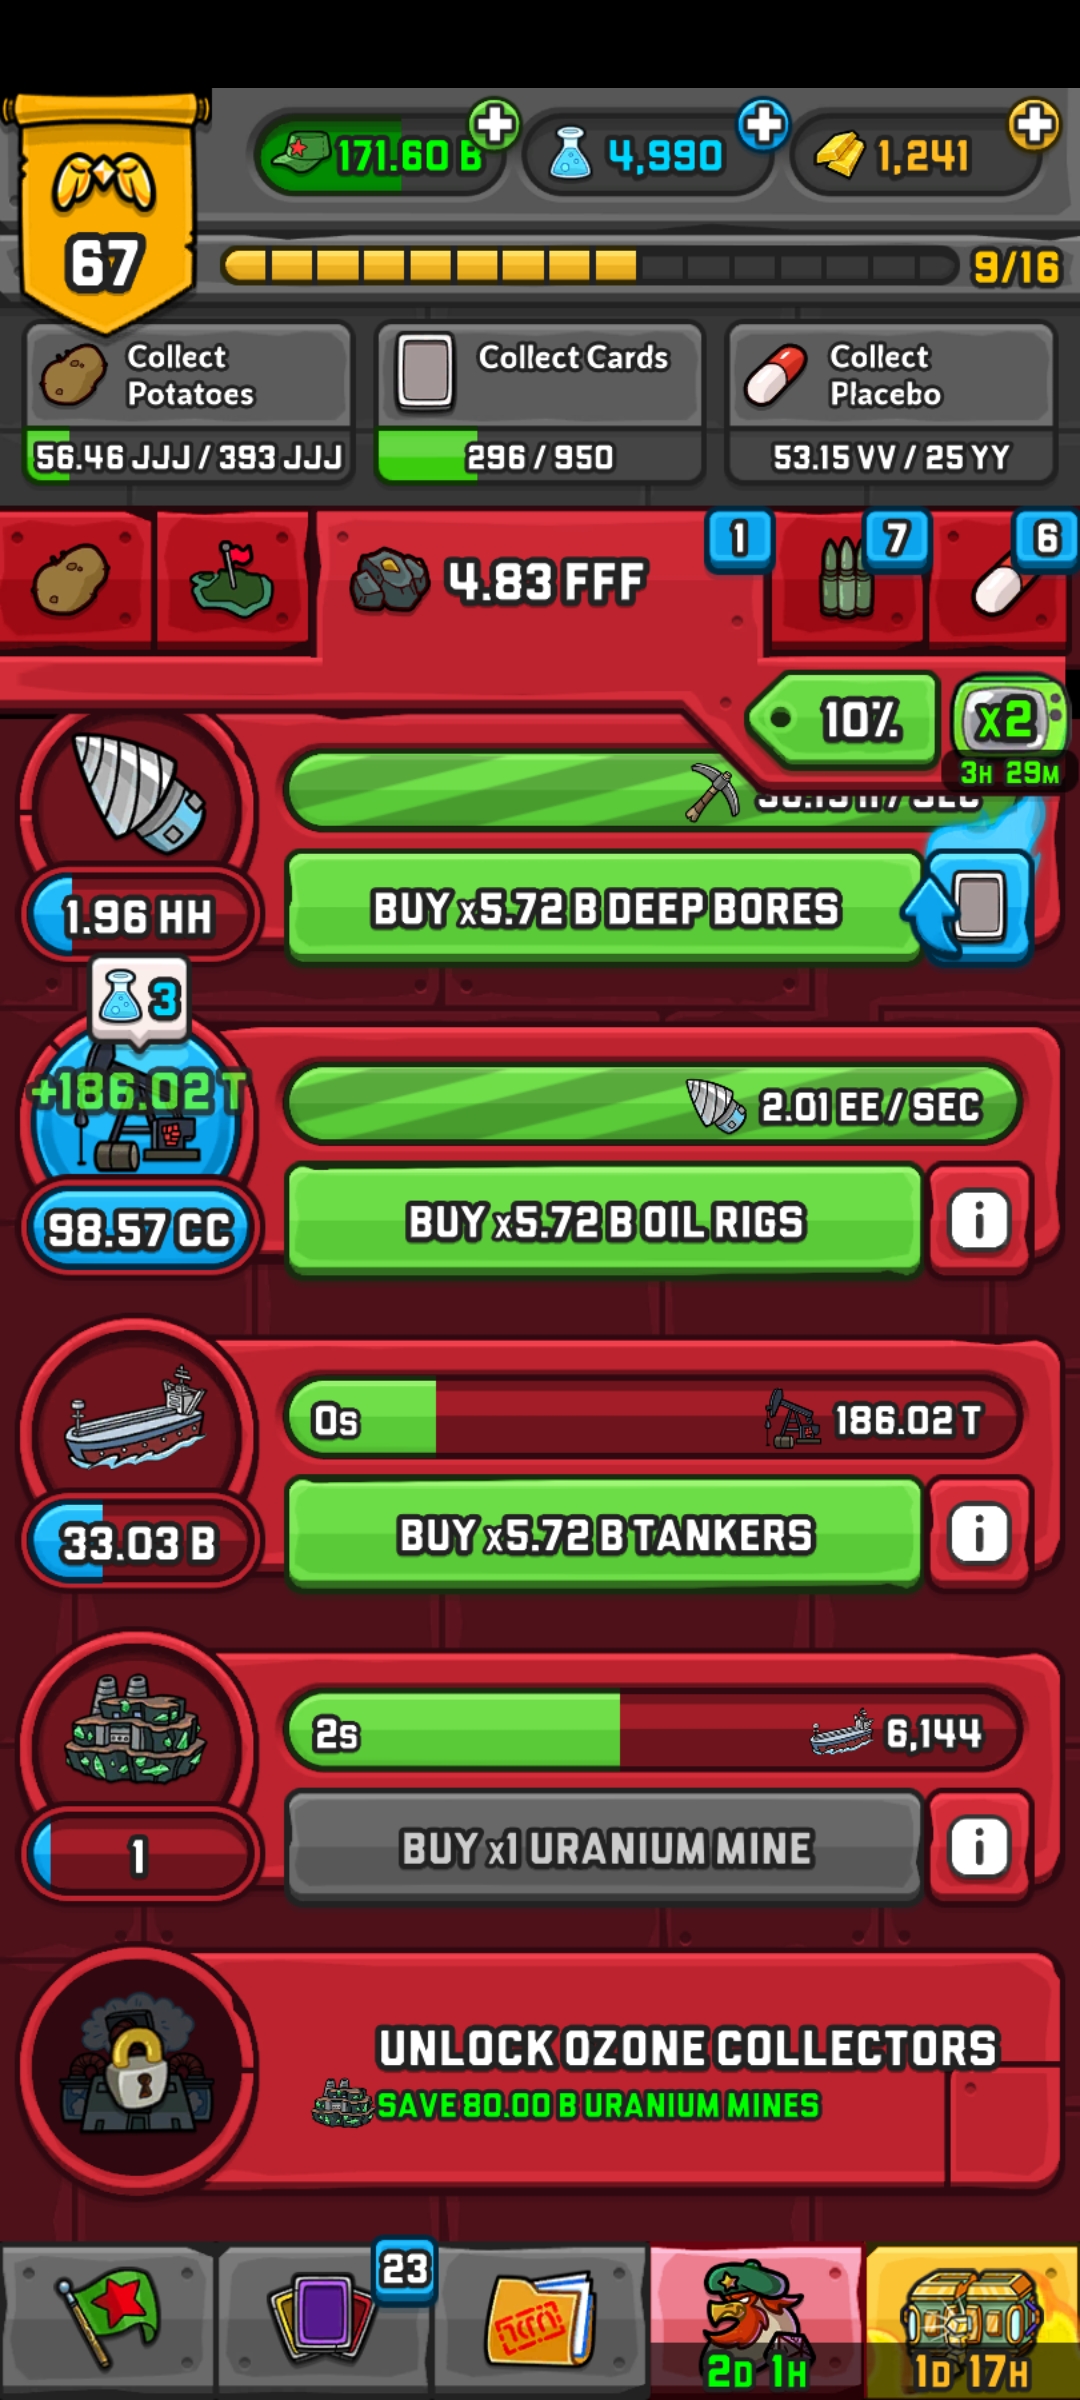 171.60 B
4,990
1,241
67
9/16
Collect
Potatoes
56.46 JJJ / 393 JJJ
Collect Cards
296 / 950
Collect
Placebo
53.15 VV / 25 YY
4.83 FFF
1
7
6
10%
x2
3H 29M
1.96 HH
BUY x5.72 B DEEP BORES
3
+186.02 T
2.01 EE / SEC
98.57 CC
BUY x5.72 B OIL RIGS
0s
186.02 T
33.03 B
BUY x5.72 B TANKERS
2s
6,144
1
BUY x1 URANIUM MINE
UNLOCK OZONE COLLECTORS
SAVE 80.00 B URANIUM MINES
23
2D 1H
1D 17H